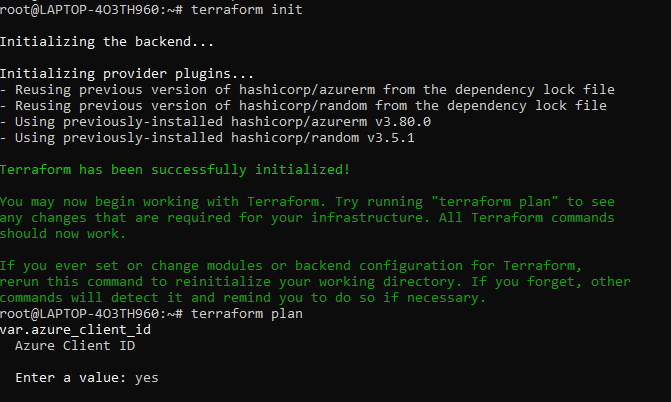 root@LAPTOP-4O3TH960:~# terraform init
Initializing the backend...
Initializing provider plugins...
- Reusing previous version of hashicorp/azurerm from the dependency lock file
- Reusing previous version of hashicorp/random from the dependency lock file
- Using previously-installed hashicorp/azurerm v3.80.0
- Using previously-installed hashicorp/random v3.5.1
Terraform has been successfully initialized!
You may now begin working with Terraform. Try running "terraform plan" to see
any changes that are required for your infrastructure. All Terraform commands
should now work.
If you ever set or change modules or backend configuration for Terraform,
rerun this command to reinitialize your working directory. If you forget, other
commands will detect it and remind you to do so if necessary.
root@LAPTOP-4O3TH960:~# terraform plan
var.azure_client_id
Azure Client ID
Enter a value: yes